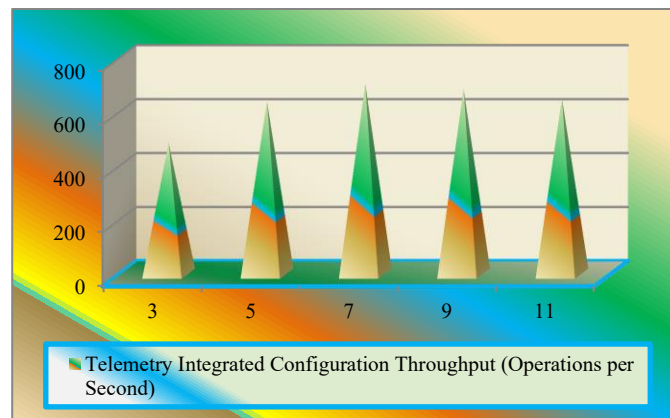 800
600
400
200
0
3 5 7 9 11
Telemetry Integrated Configuration Throughput (Operations per
Second)